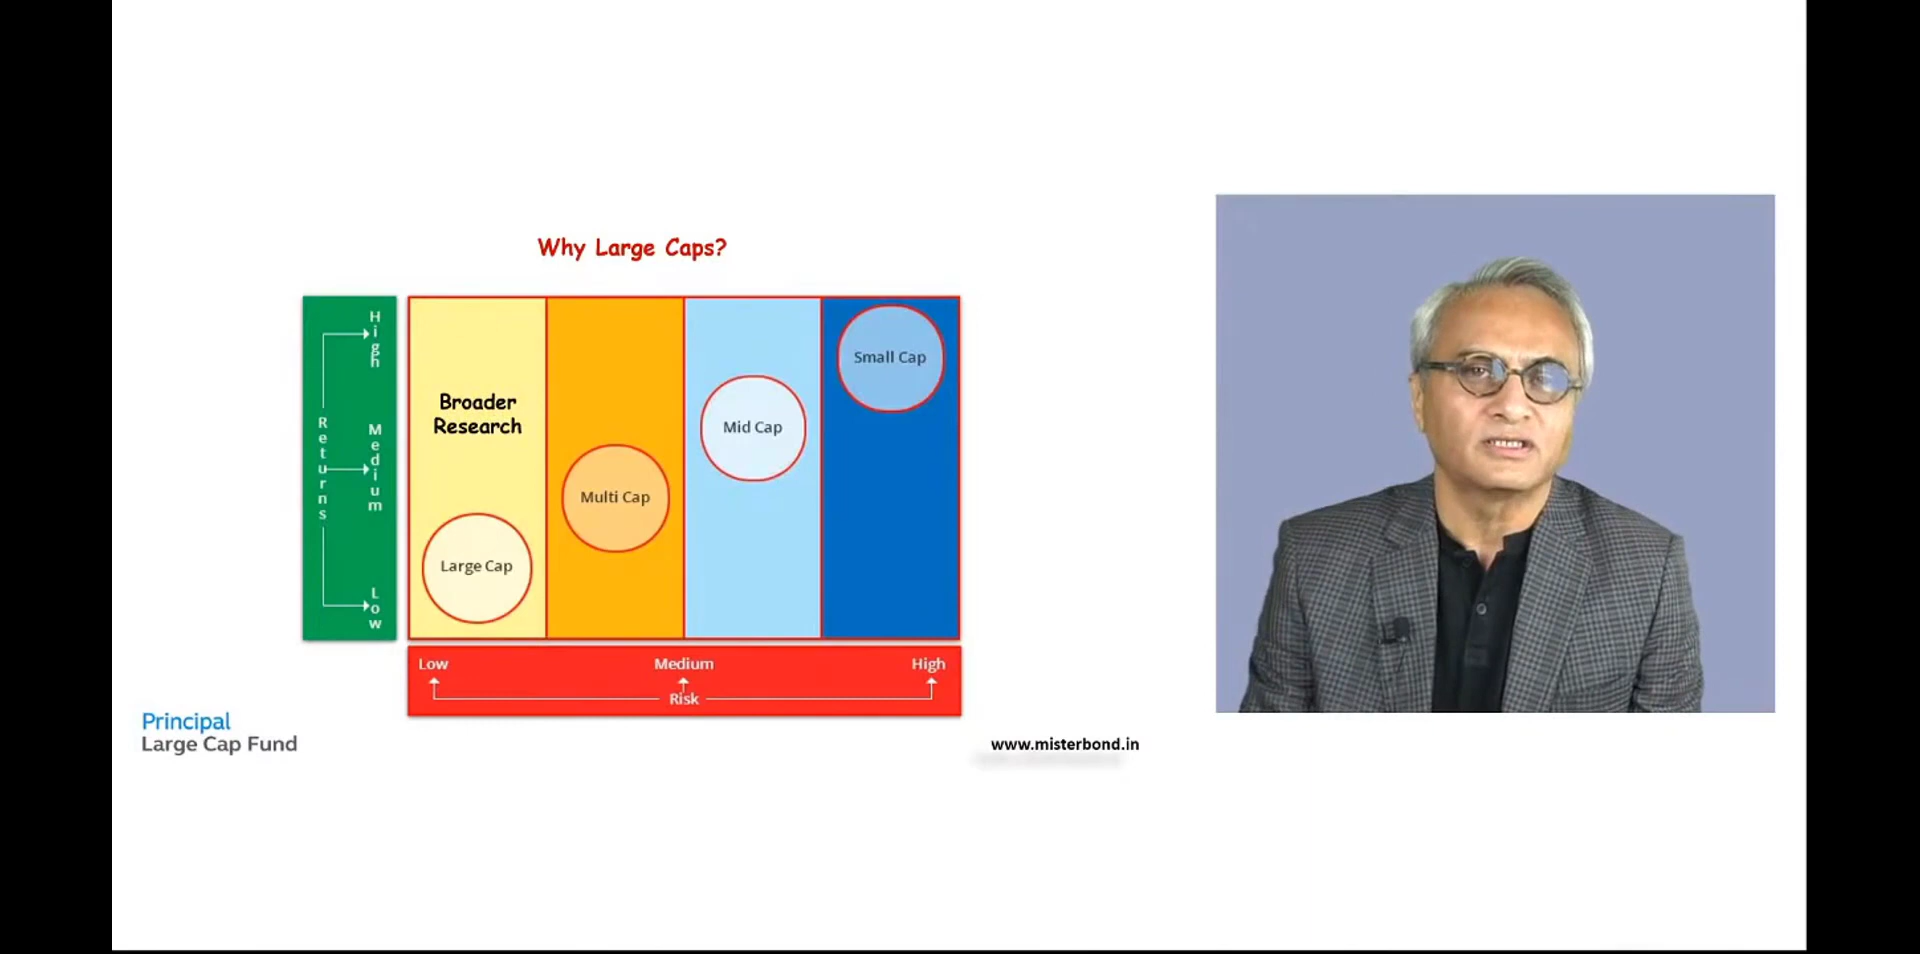 Why Large Caps?
High
Returns
Medium
Low
Broader
Research
Large Cap
Multi Cap
Mid Cap
Small Cap
Low
Medium
High
Risk
Principal
Large Cap Fund
www.misterbond.in